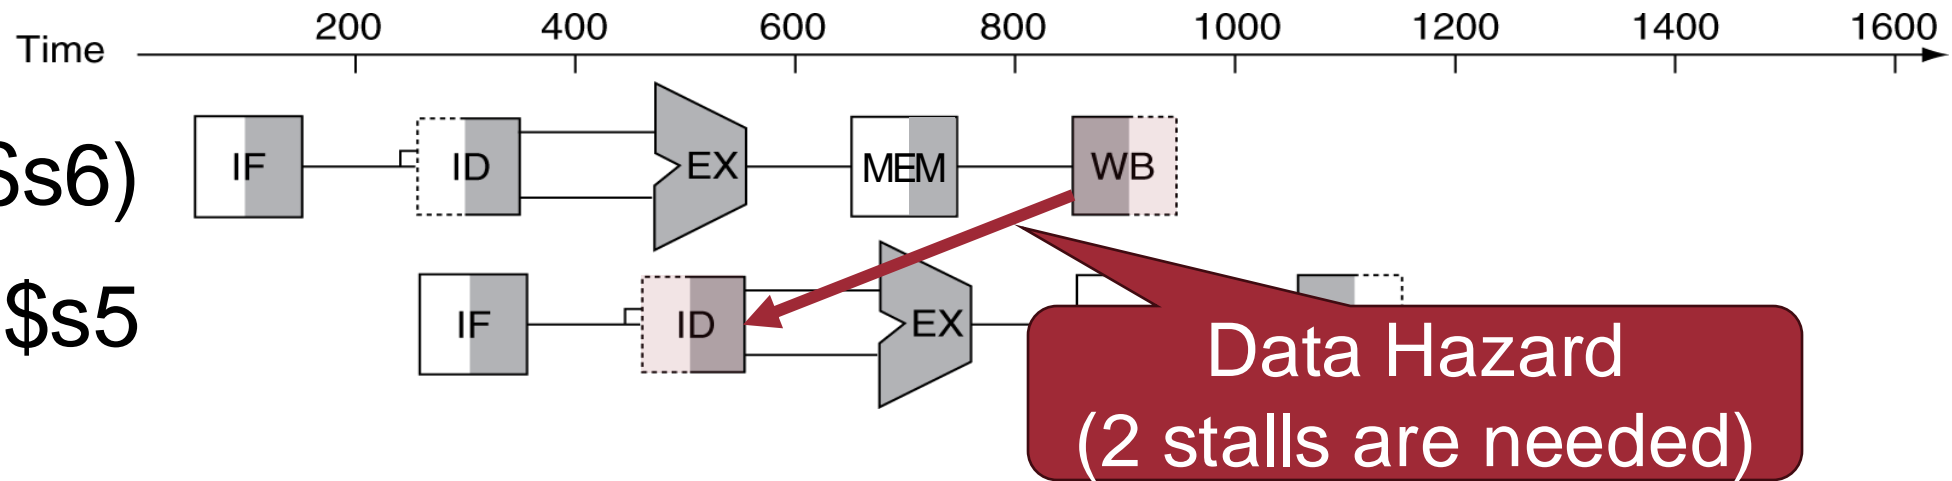 Time 200 400 600 800 1000 1200 1400 1600
$s6) IF ID EX MEM WB
$s5 IF ID EX
Data Hazard
(2 stalls are needed)